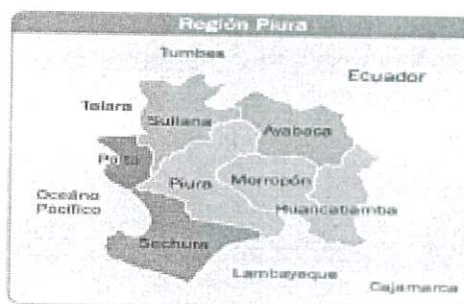 Región Piura
Tumbes
Ecuador
Talara
Sullana
Ayabaca
Paita
Piura
Morropón
Océano
Pacífico
Huancabamba
Sechura
Lambayeque
Cajamarca